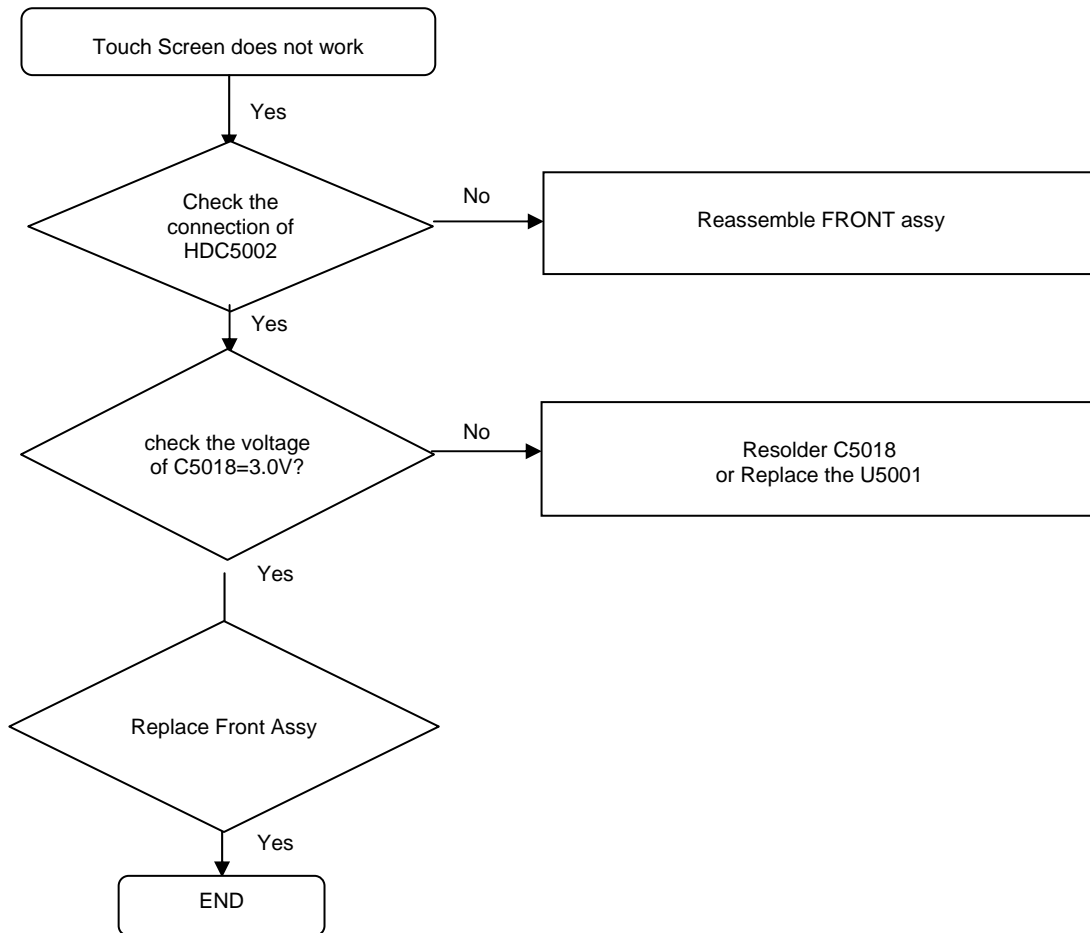 Touch Screen does not work
Yes
Check the
connection of
HDC5002
No
Reassemble FRONT assy
Yes
check the voltage
of C5018=3.0V?
No
Resolder C5018
or Replace the U5001
Yes
Replace Front Assy
Yes
END